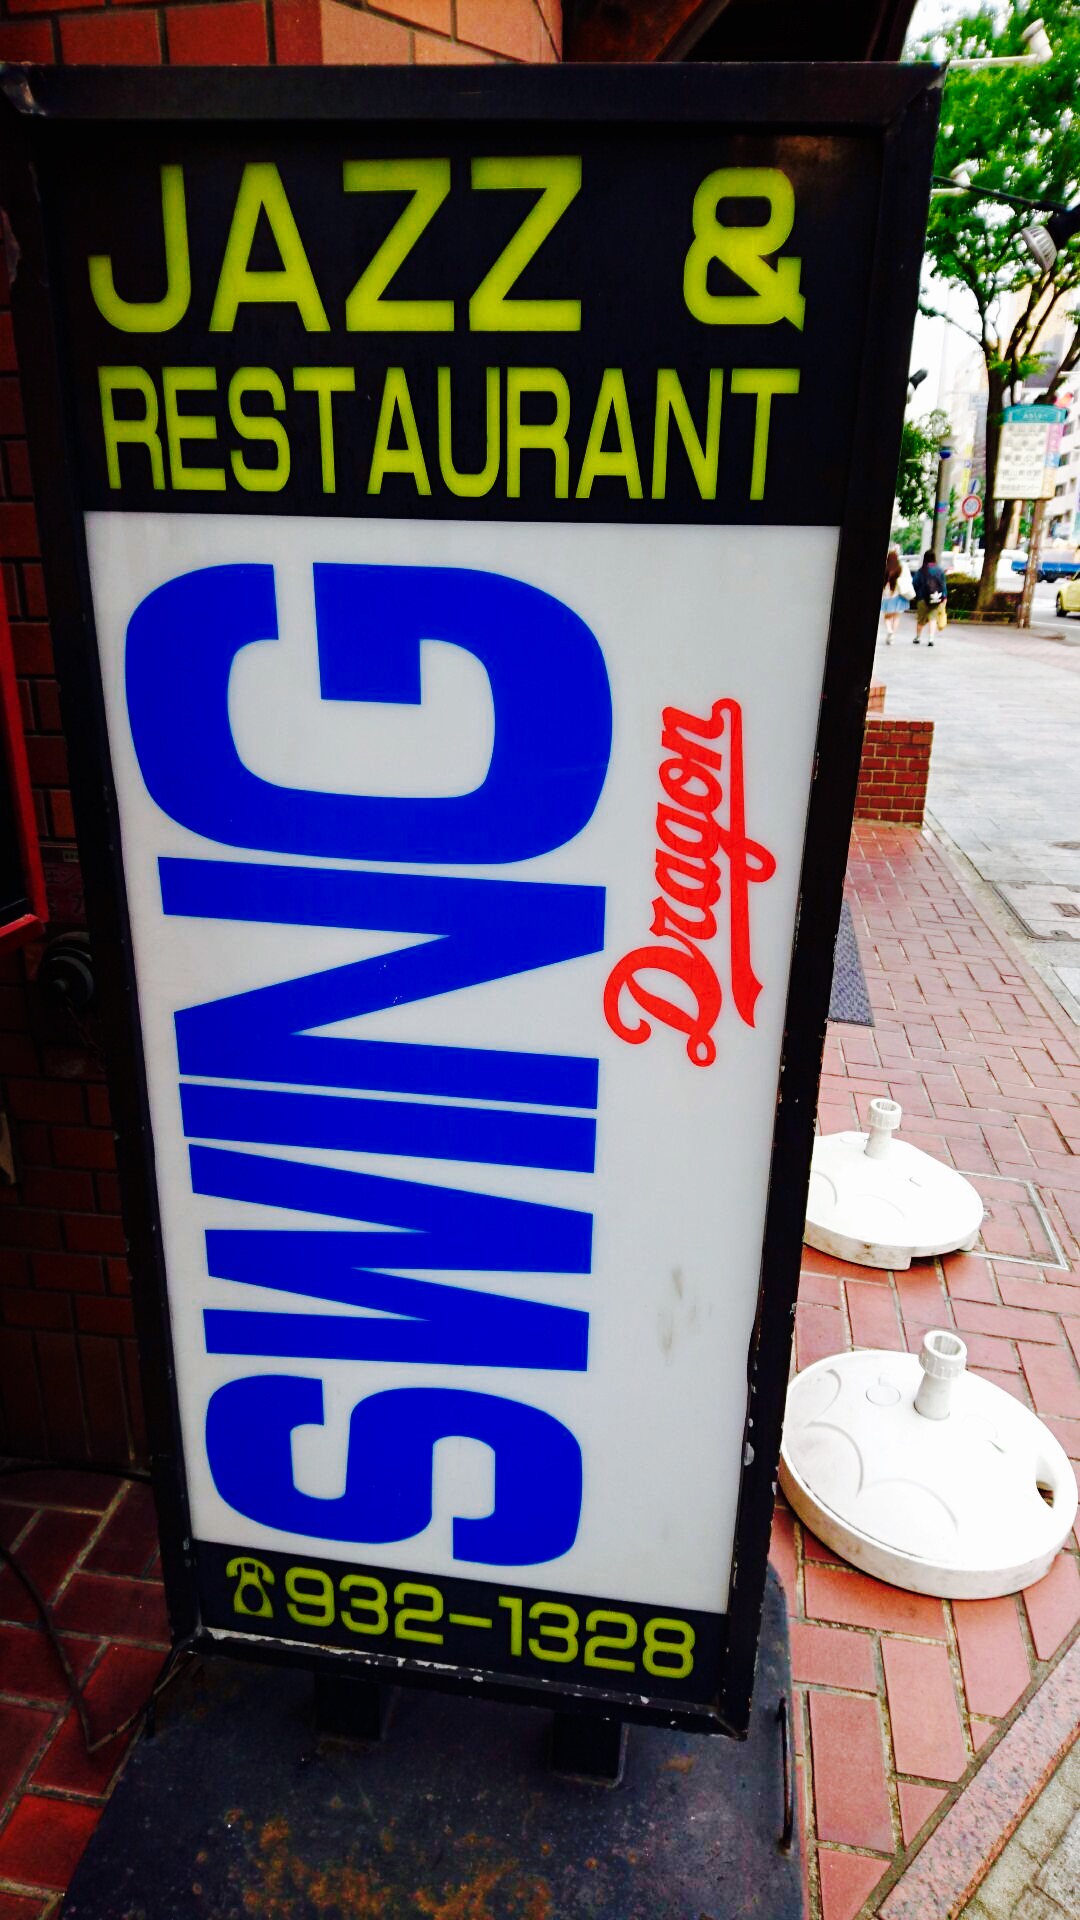 JAZZ &
RESTAURANT
SWING
Dragon
☎932-1328